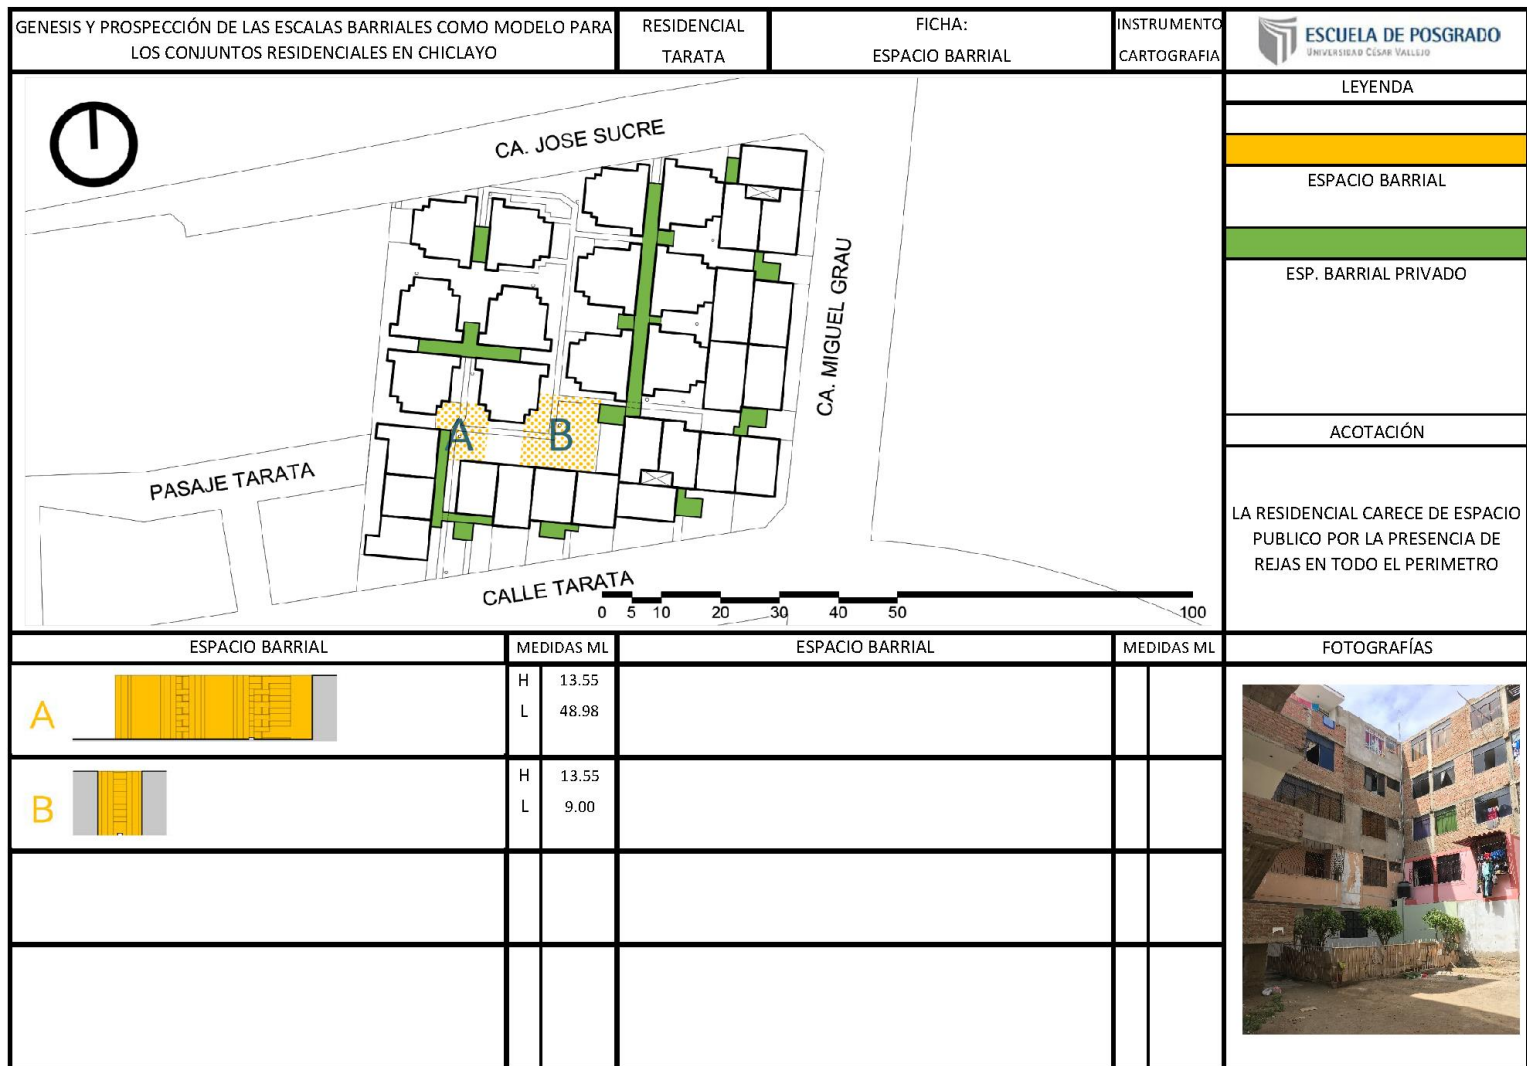 GENESIS Y PROSPECCIÓN DE LAS ESCALAS BARRIALES COMO MODELO PARA
LOS CONJUNTOS RESIDENCIALES EN CHICLAYO
RESIDENCIAL
TARATA
FICHA:
ESPACIO BARRIAL
INSTRUMENTO
CARTOGRAFIA
ESCUELA DE POSGRADO
UNIVERSIDAD CÉSAR VALLEJO
CA. JOSE SUCRE
CA. MIGUEL GRAU
PASAJE TARATA
CALLE TARATA
A
B
0 5 10 20 30 40 50 100
LEYENDA
ESPACIO BARRIAL
ESP. BARRIAL PRIVADO
ACOTACIÓN
LA RESIDENCIAL CARECE DE ESPACIO
PUBLICO POR LA PRESENCIA DE
REJAS EN TODO EL PERIMETRO
ESPACIO BARRIAL
MEDIDAS ML
ESPACIO BARRIAL
MEDIDAS ML
FOTOGRAFÍAS
A
H 13.55
L 48.98
B
H 13.55
L 9.00